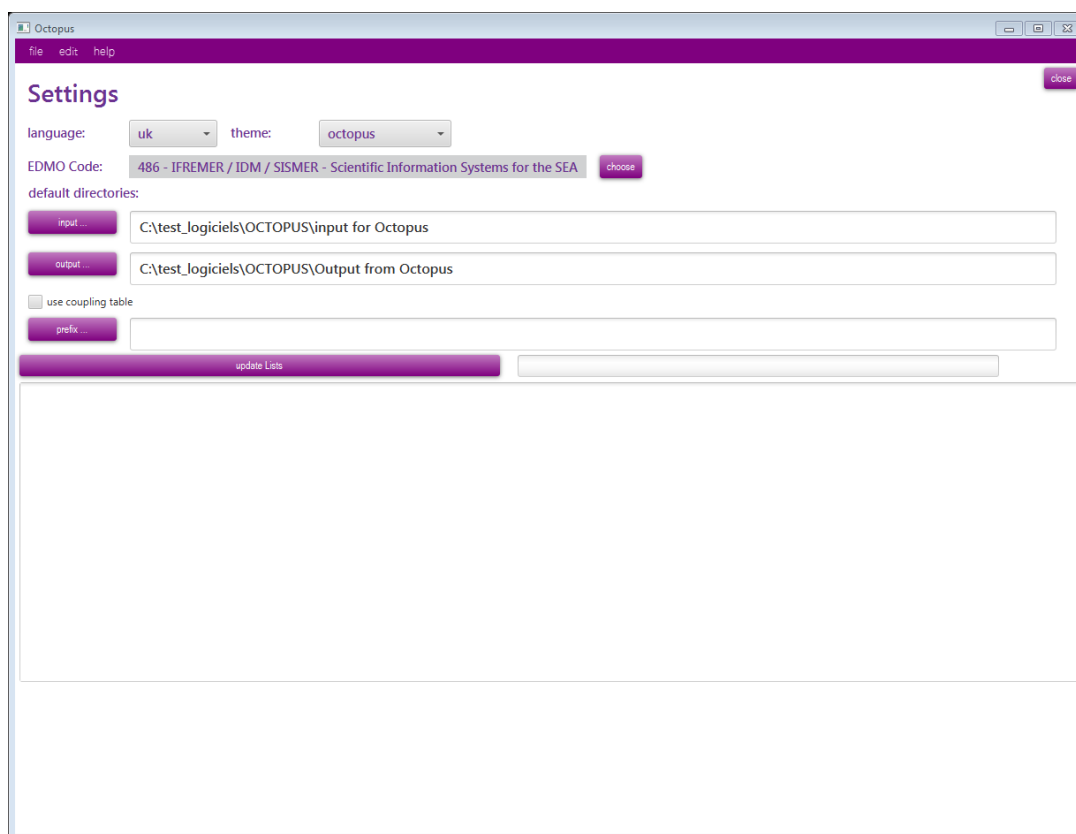 Octopus
file edit help
close
Settings
language: uk theme: octopus
EDMO Code: 486 - IFREMER / IDM / SISMER - Scientific Information Systems for the SEA choose
default directories:
input ... C:\test_logiciels\OCTOPUS\input for Octopus
output ... C:\test_logiciels\OCTOPUS\Output from Octopus
use coupling table
prefix ...
update Lists